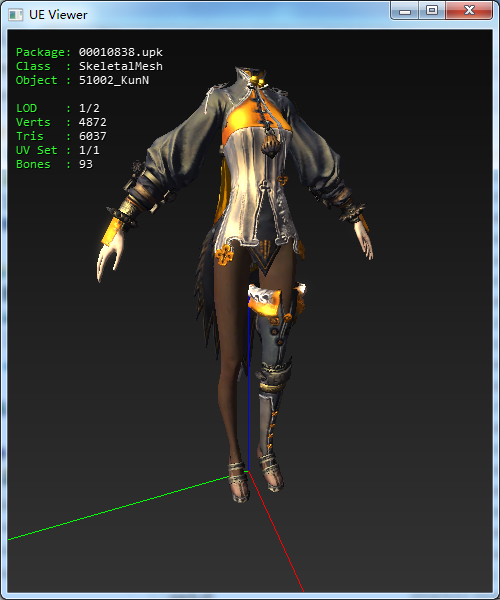 UE Viewer
Package: 00010838.upk
Class : SkeletalMesh
Object : 51002_KunN
LOD : 1/2
Verts : 4872
Tris : 6037
UV Set : 1/1
Bones : 93